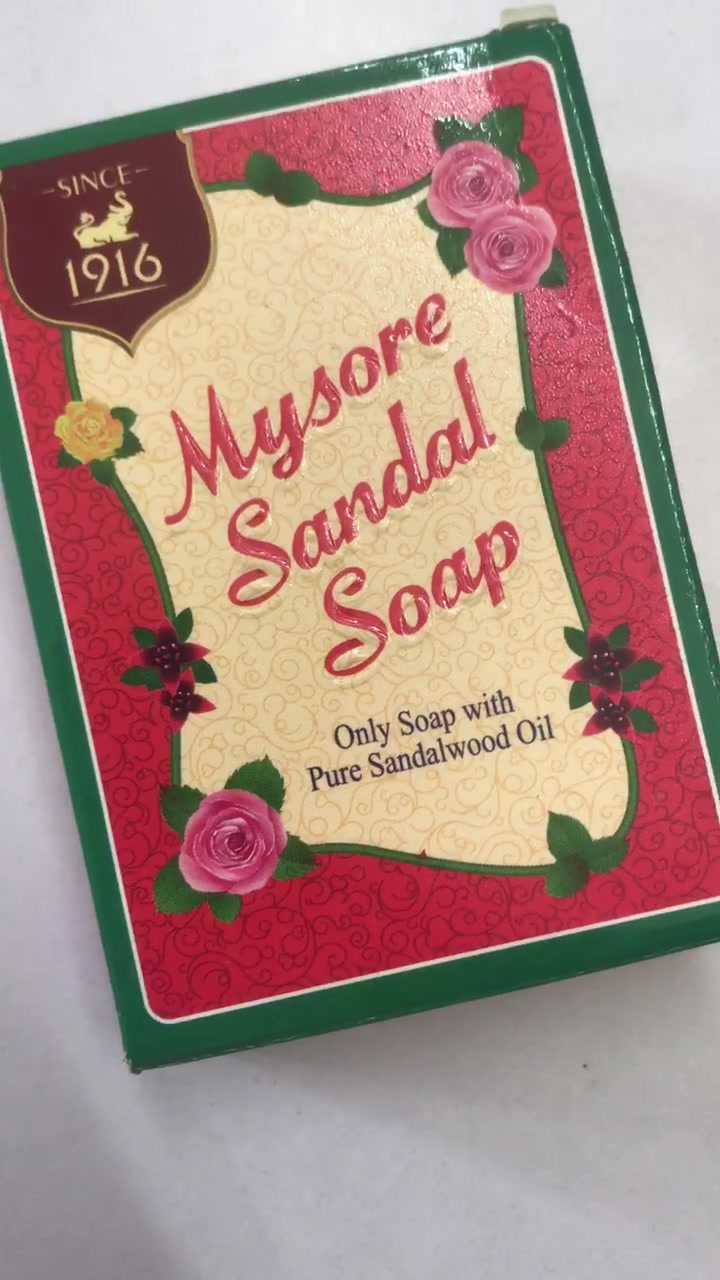 -SINCE-
1916
Mysore
Sandal
Soap
Only Soap with
Pure Sandalwood Oil